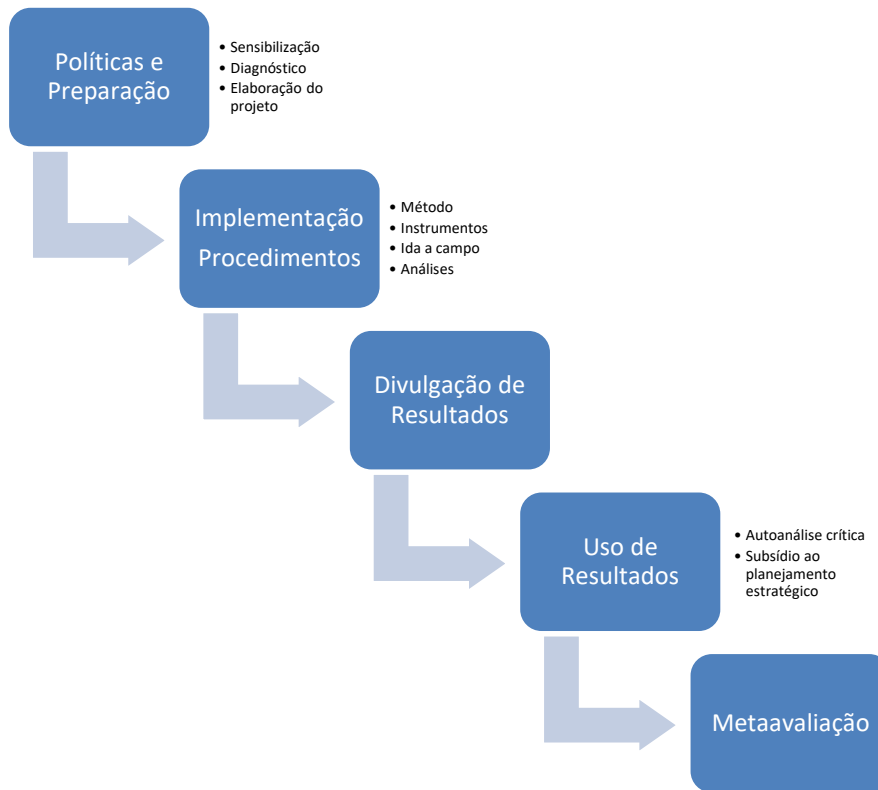 Políticas e
Preparação
• Sensibilização
• Diagnóstico
• Elaboração do
projeto
Implementação
Procedimentos
• Método
• Instrumentos
• Ida a campo
• Análises
Divulgação de
Resultados
Uso de
Resultados
• Autoanálise crítica
• Subsídio ao
planejamento
estratégico
Metaavaliação